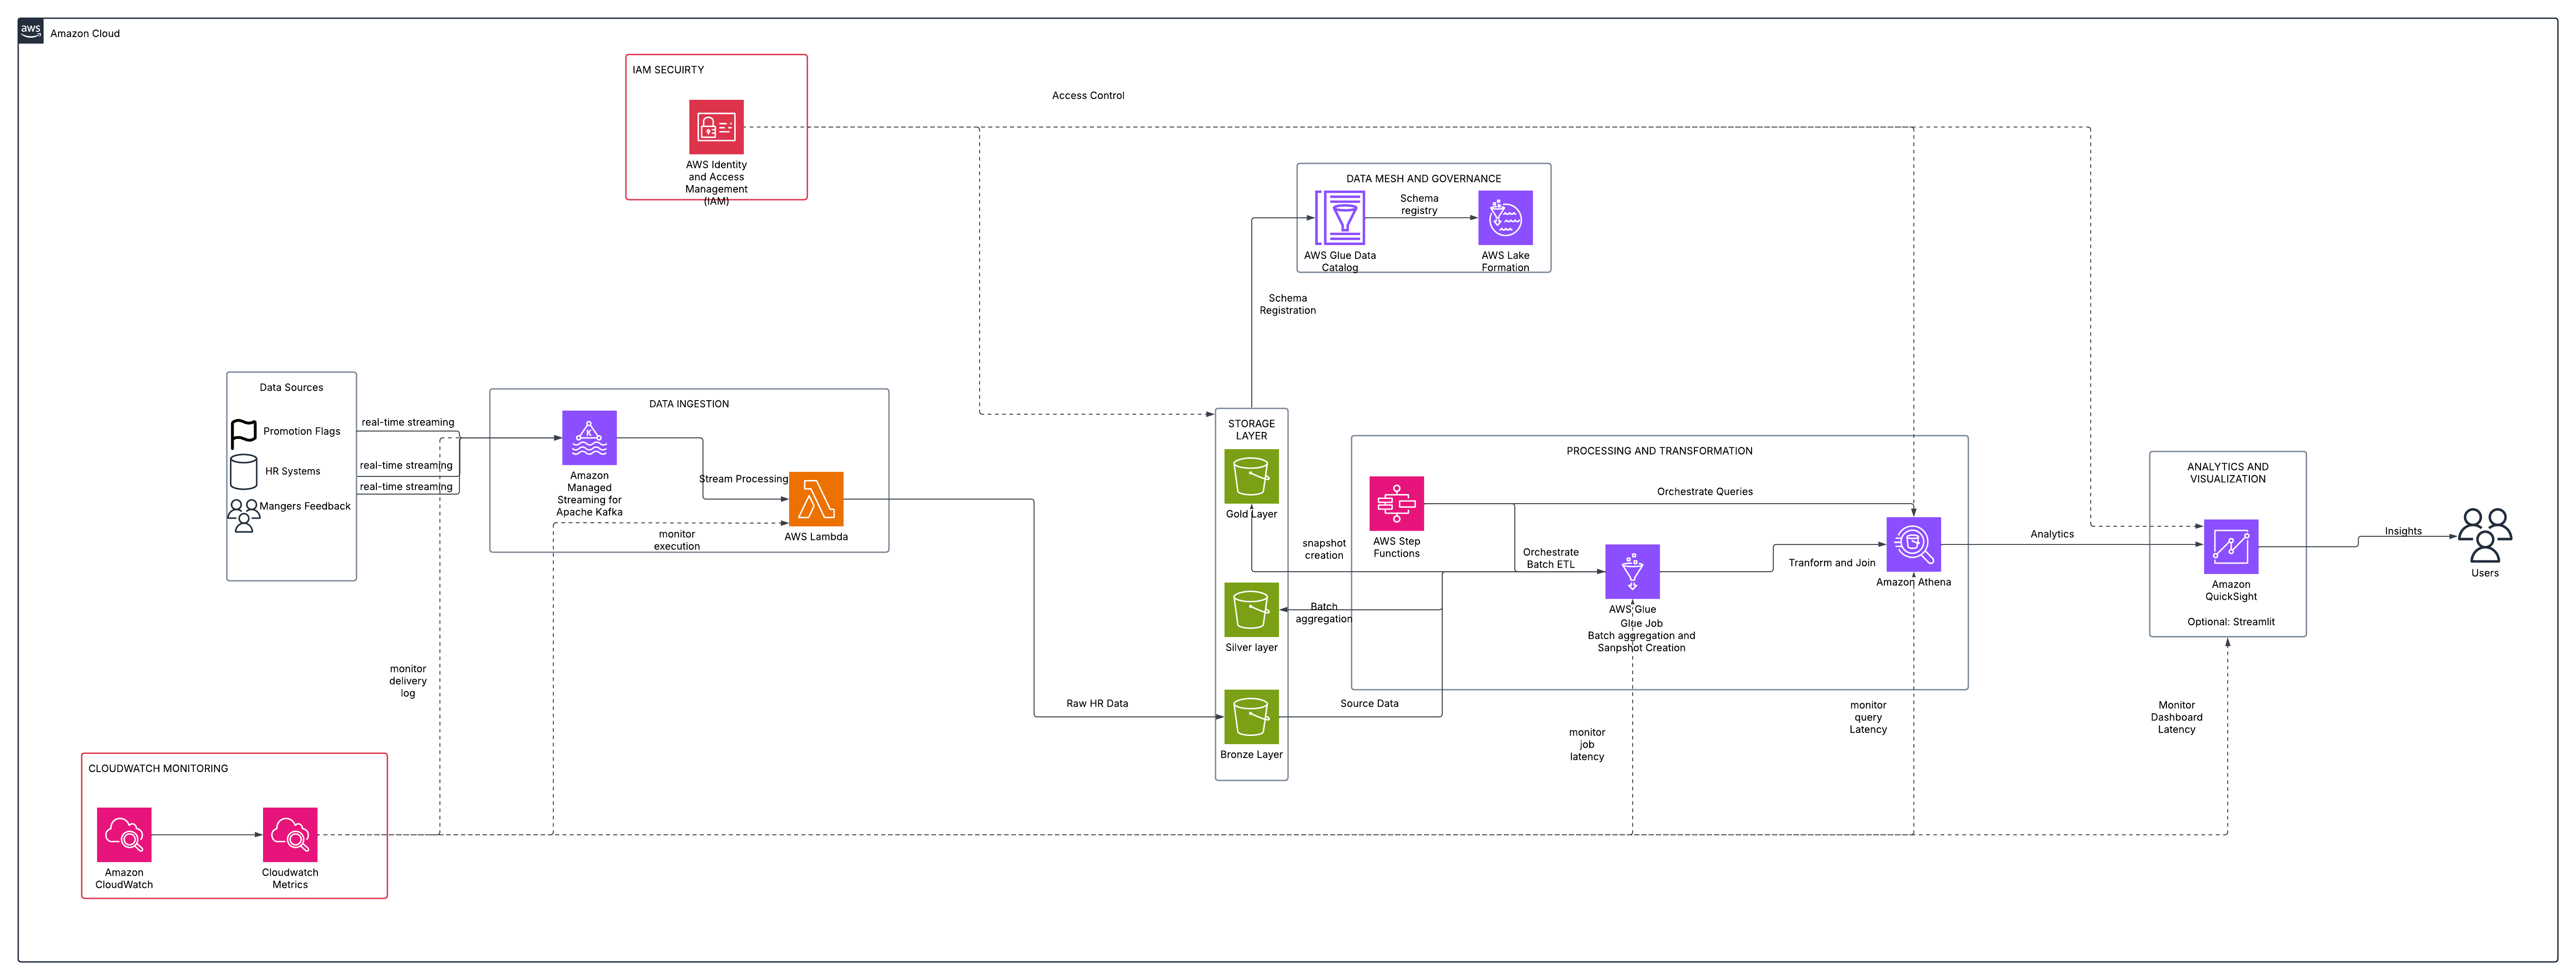 aws
Amazon Cloud
IAM SECUIRTY
AWS Identity
and Access
Management
(IAM)
Access Control
DATA MESH AND GOVERNANCE
Schema
registry
AWS Glue Data
Catalog
AWS Lake
Formation
Schema
Registration
Data Sources
Promotion Flags
HR Systems
Mangers Feedback
real-time streaming
real-time streaming
real-time streaming
DATA INGESTION
K
Amazon
Managed
Streaming for
Apache Kafka
Stream Processing
AWS Lambda
monitor
execution
STORAGE
LAYER
Gold Layer
Silver layer
Bronze Layer
snapshot
creation
Batch
aggregation
Raw HR Data
Source Data
PROCESSING AND TRANSFORMATION
AWS Step
Functions
Orchestrate Queries
Orchestrate
Batch ETL
AWS Glue
Glue Job
Batch aggregation and
Sanpshot Creation
Tranform and Join
Amazon Athena
Analytics
ANALYTICS AND
VISUALIZATION
Amazon
QuickSight
Optional: Streamlit
Insights
Users
monitor
delivery
log
monitor
job
latency
monitor
query
Latency
Monitor
Dashboard
Latency
CLOUDWATCH MONITORING
Amazon
CloudWatch
Cloudwatch
Metrics